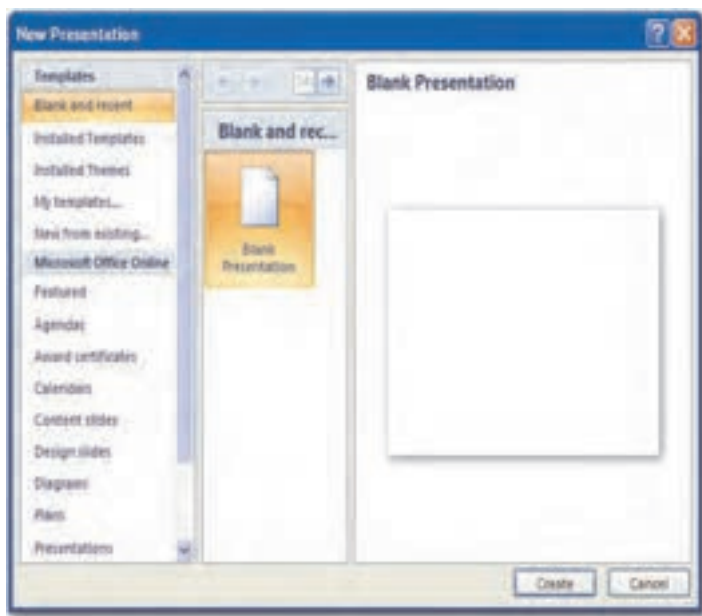 New Presentation
Templates
Blank and recent
Installed Templates
Installed Themes
My templates...
New from existing...
Microsoft Office Online
Featured
Agendas
Award certificates
Calendars
Content slides
Design slides
Diagrams
Plans
Presentations
Blank and rec...
Blank
Presentation
Blank Presentation
Create
Cancel